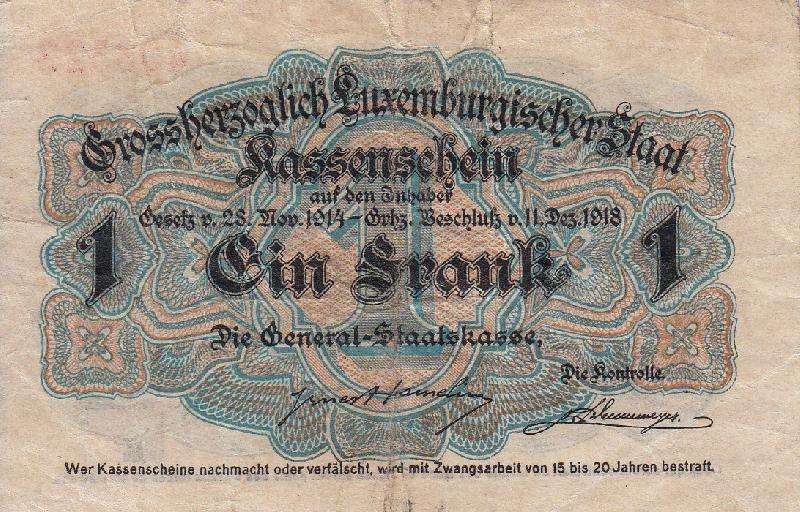 Grossherzoglich Luxemburgischer Staat
Kassenschein
auf den Inhaber
Gesetz v. 28. Nov. 1914 – Grhz. Beschluß v. 11. Dez. 1918
1 Ein Frank 1
Die General-Staatskasse,
Die Kontrolle
Wer Kassenscheine nachmacht oder verfälscht, wird mit Zwangsarbeit von 15 bis 20 Jahren bestraft.